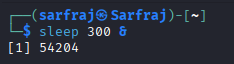 ┌──(sarfraj㉿Sarfraj)-[~]
└─$ sleep 300 &
[1] 54204